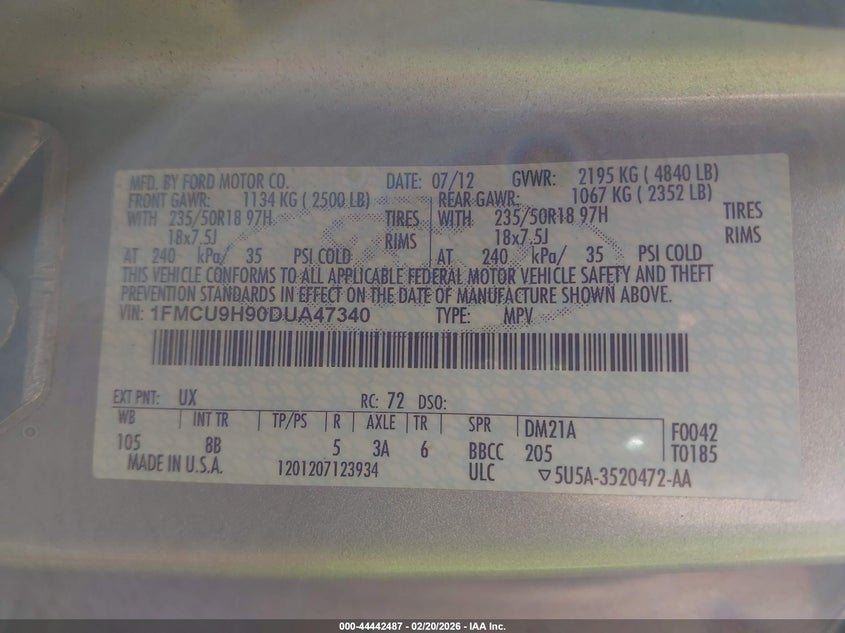 MFD. BY FORD MOTOR CO. DATE: 07/12 GVWR: 2195 KG ( 4840 LB)
FRONT GAWR: 1134 KG ( 2500 LB) REAR GAWR: 1067 KG ( 2352 LB)
WITH 235/50R18 97H TIRES WITH 235/50R18 97H TIRES
18x7.5J RIMS 18x7.5J RIMS
AT 240 kPa/ 35 PSI COLD AT 240 kPa/ 35 PSI COLD
THIS VEHICLE CONFORMS TO ALL APPLICABLE FEDERAL MOTOR VEHICLE SAFETY AND THEFT
PREVENTION STANDARDS IN EFFECT ON THE DATE OF MANUFACTURE SHOWN ABOVE.
VIN: 1FMCU9H90DUA47340 TYPE: MPV
EXT PNT: UX RC: 72 DSO:
WB INT TR TP/PS R AXLE TR SPR DM21A F0042
105 8B 5 3A 6 BBCC 205 T0185
MADE IN U.S.A. 1201207123934 ULC ▽5U5A-3520472-AA
000-44442487 - 02/20/2026 - IAA Inc.